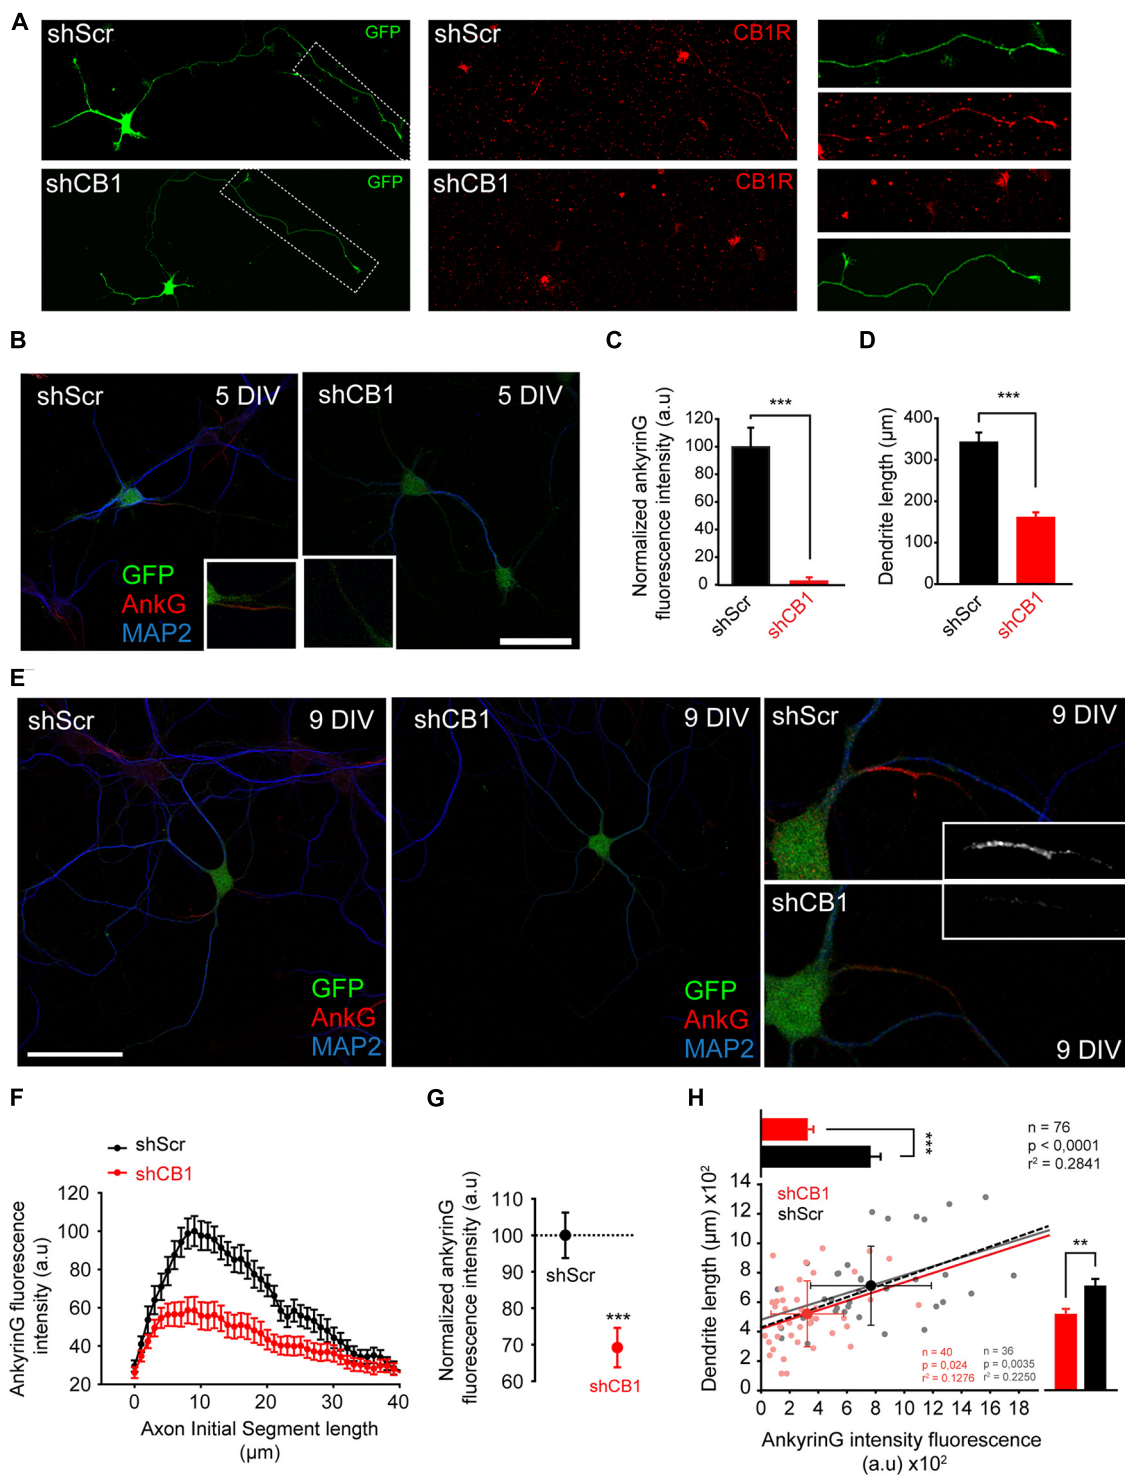 A
shScr GFP
shScr CB1R
shCB1 GFP
shCB1 CB1R
B
shScr 5 DIV
shCB1 5 DIV
GFP
AnkG
MAP2
C
Normalized ankyrinG
fluorescence intensity (a.u)
120
100
80
60
40
20
0
***
shScr
shCB1
D
Dendrite length (µm)
400
300
200
100
0
***
shScr
shCB1
E
shScr 9 DIV
GFP
AnkG
MAP2
shCB1 9 DIV
GFP
AnkG
MAP2
shScr 9 DIV
shCB1
9 DIV
F
shScr
shCB1
AnkyrinG fluorescence
intensity (a.u)
120
100
80
60
40
20
0 10 20 30 40
Axon Initial Segment length
(µm)
G
Normalized ankyrinG
fluorescence intensity (a.u)
110
100
90
80
70
60
shScr
***
shCB1
H
***
n = 76
p < 0,0001
r² = 0.2841
Dendrite length (µm) x10²
14
12
10
8
6
4
2
0
shCB1
shScr
n = 40
p = 0,024
r² = 0.1276
n = 36
p = 0,0035
r² = 0.2250
**
0 2 4 6 8 10 12 14 16 18
AnkyrinG intensity fluorescence
(a.u) x10²